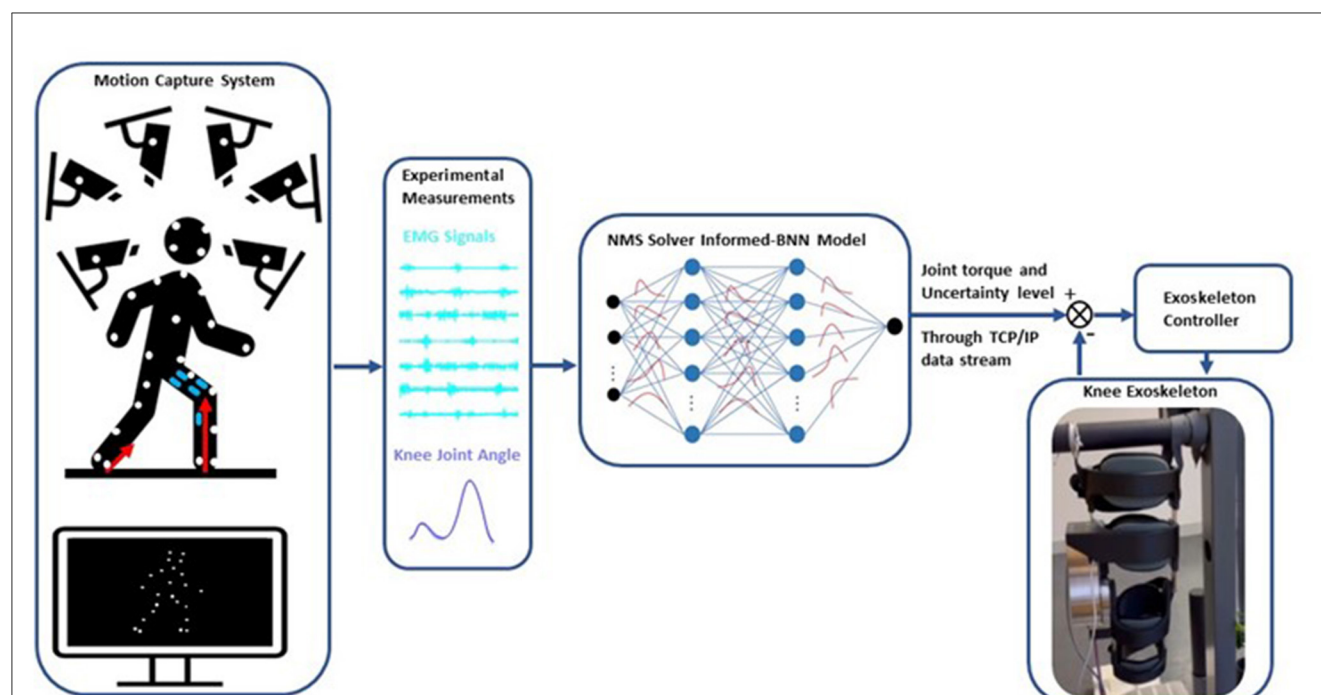 Motion Capture System
Experimental
Measurements
EMG Signals
Knee Joint Angle
NMS Solver Informed-BNN Model
Joint torque and
Uncertainty level
+
-
Through TCP/IP
data stream
Exoskeleton
Controller
Knee Exoskeleton